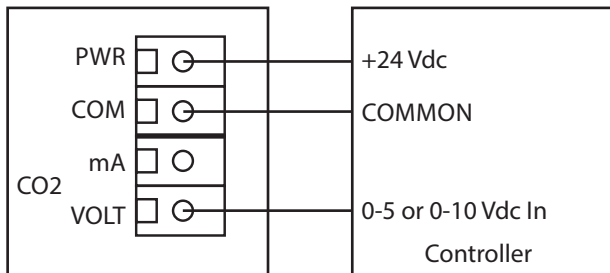 PWR
+24 Vdc
COM
COMMON
mA
CO2
VOLT
0-5 or 0-10 Vdc In
Controller